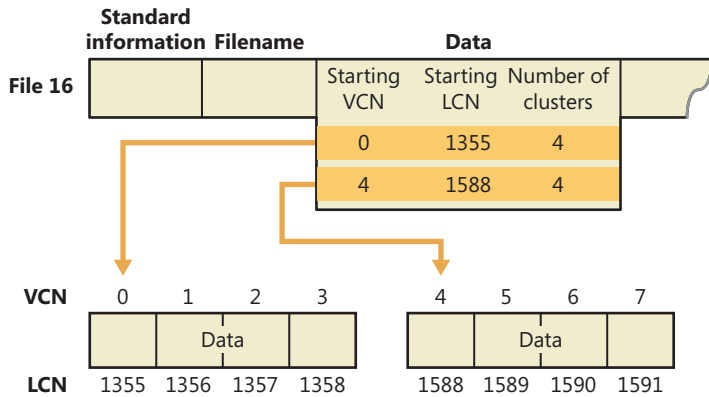 Standard information Filename Data
File 16
Starting VCN Starting LCN Number of clusters
0 1355 4
4 1588 4
VCN 0 1 2 3 4 5 6 7
Data Data
LCN 1355 1356 1357 1358 1588 1589 1590 1591